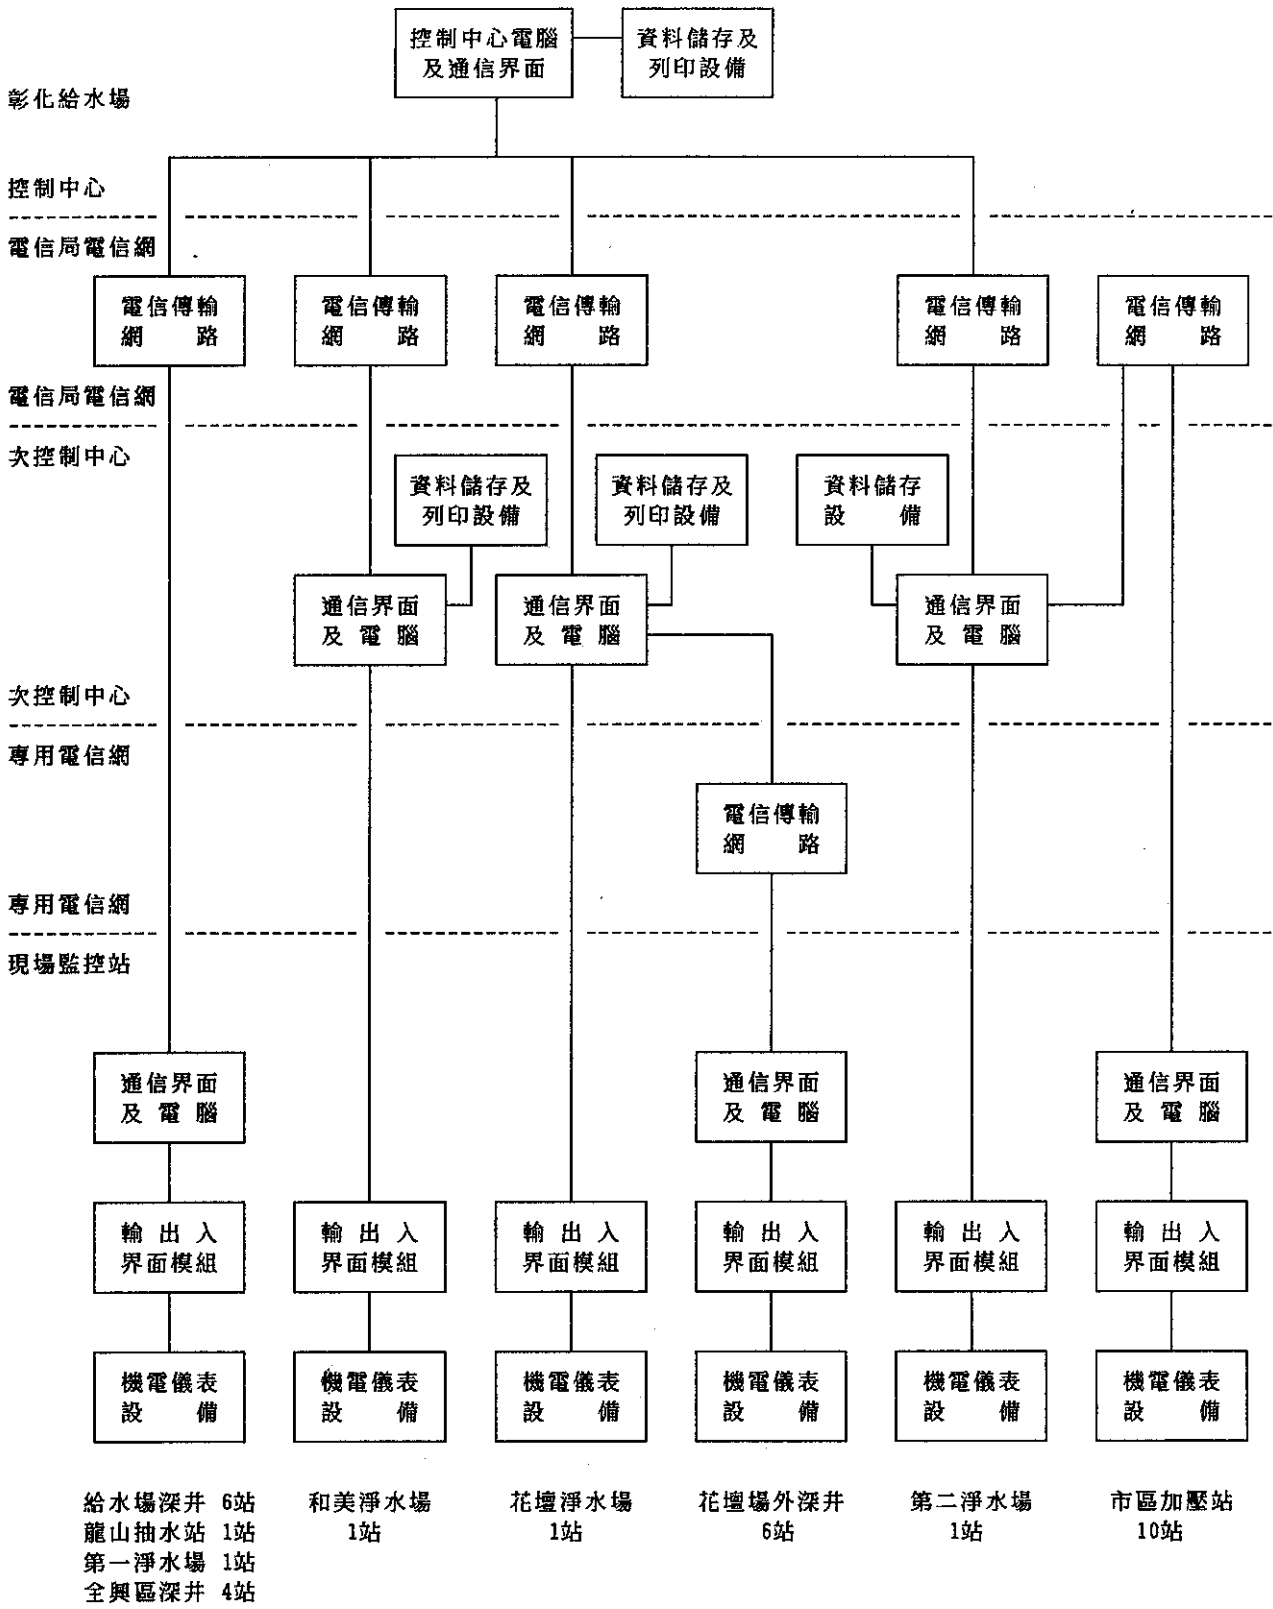 控制中心電腦
及通信界面
資料儲存及
列印設備
彰化給水場
控制中心
電信局電信網
電信傳輸
網路
電信傳輸
網路
電信傳輸
網路
電信傳輸
網路
電信傳輸
網路
電信局電信網
次控制中心
資料儲存及
列印設備
資料儲存及
列印設備
資料儲存
設備
通信界面
及電腦
通信界面
及電腦
通信界面
及電腦
次控制中心
專用電信網
電信傳輸
網路
專用電信網
現場監控站
通信界面
及電腦
通信界面
及電腦
通信界面
及電腦
輸出入
界面模組
輸出入
界面模組
輸出入
界面模組
輸出入
界面模組
輸出入
界面模組
輸出入
界面模組
機電儀表
設備
機電儀表
設備
機電儀表
設備
機電儀表
設備
機電儀表
設備
機電儀表
設備
給水場深井 6站
龍山抽水站 1站
第一淨水場 1站
全興區深井 4站
和美淨水場
1站
花壇淨水場
1站
花壇場外深井
6站
第二淨水場
1站
市區加壓站
10站